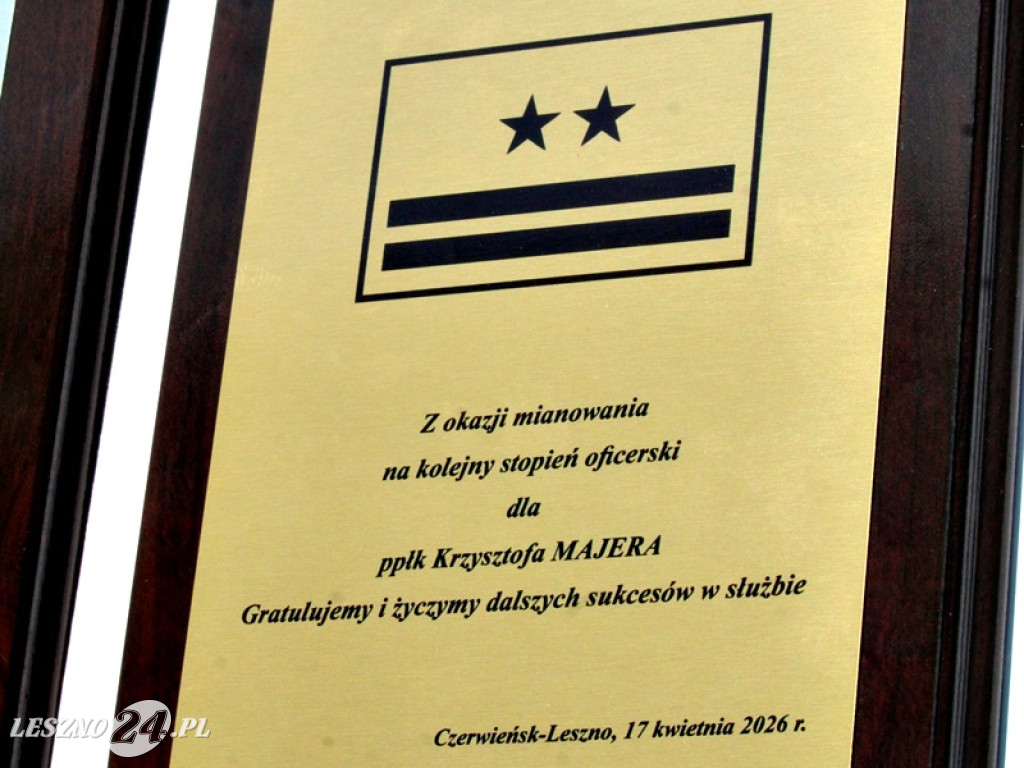 Z okazji mianowania
na kolejny stopień oficerski
dla
ppłk Krzysztofa MAJERA
Gratulujemy i życzymy dalszych sukcesów w służbie
Czerwieńsk-Leszno, 17 kwietnia 2026 r.
LESZNO24.PL